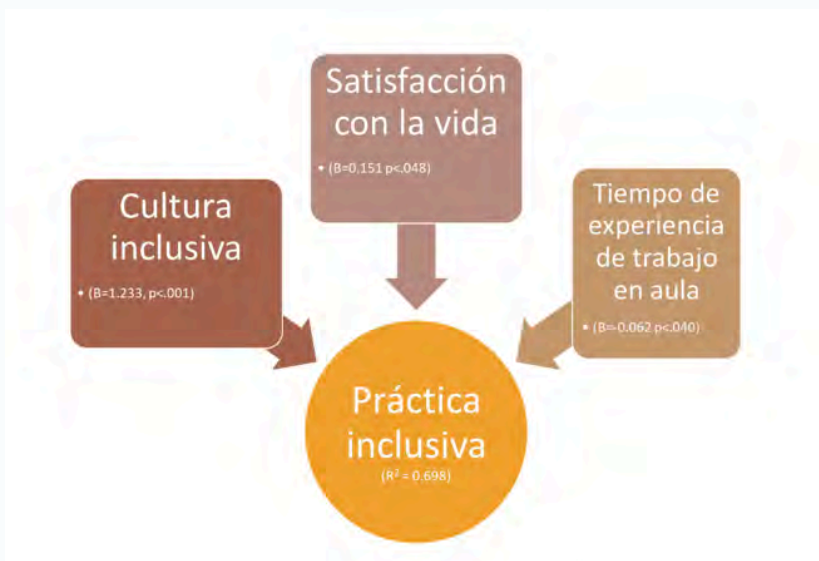 Satisfacción
con la vida
• (B=0.151 p<.048)
Cultura
inclusiva
• (B=1.233, p<.001)
Tiempo de
experiencia
de trabajo
en aula
• (B=-0.062 p<.040)
Práctica
inclusiva
(R² = 0.698)